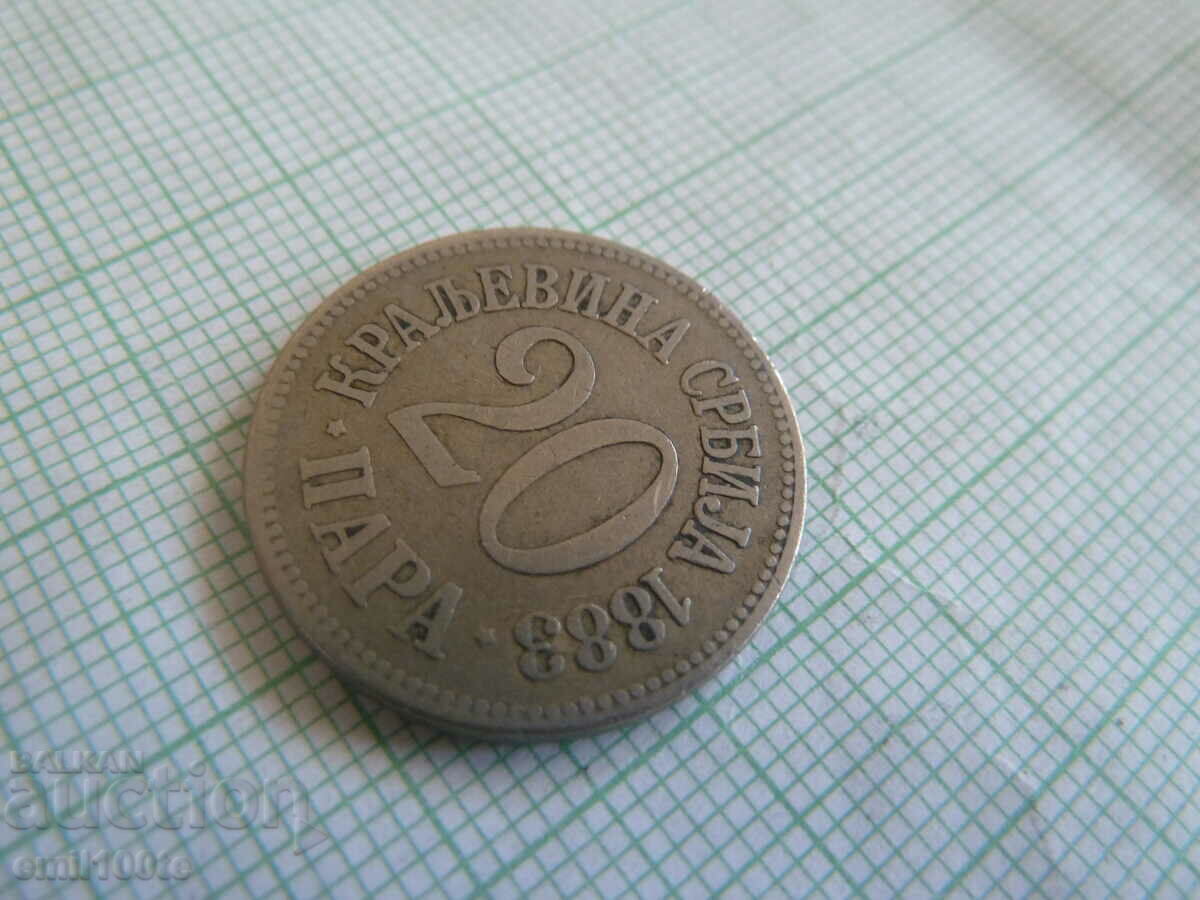 КРАЉЕВИНА СРБИЈА 1883
20
ПАРА
BALKAN
auction
emil100te